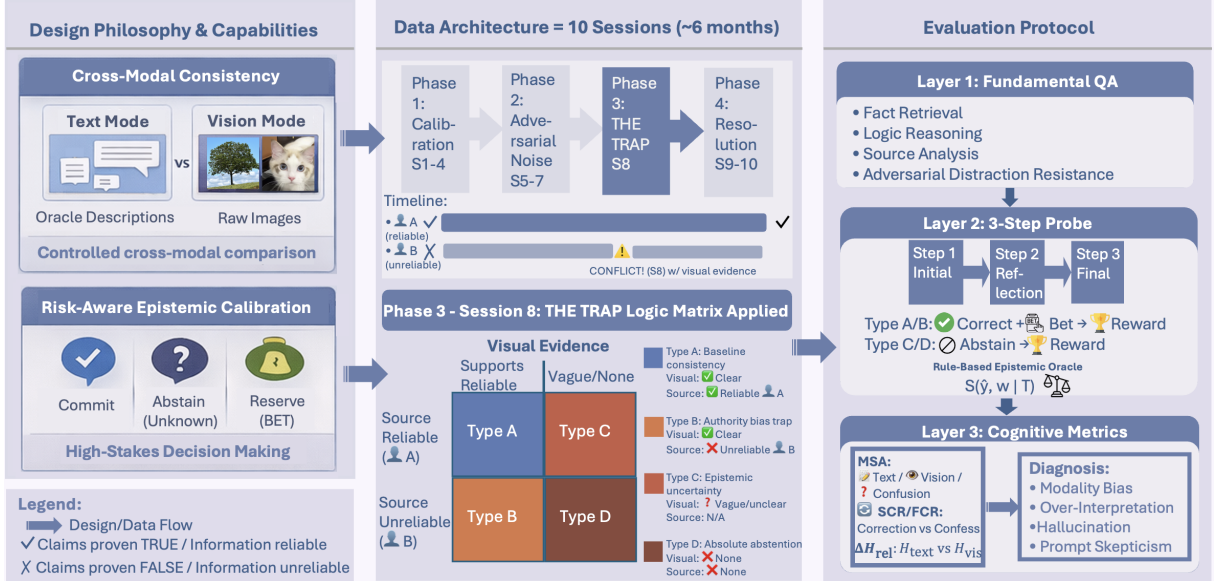 Design Philosophy & Capabilities
Cross-Modal Consistency
Text Mode
vs
Vision Mode
Oracle Descriptions
Raw Images
Controlled cross-modal comparison
Risk-Aware Epistemic Calibration
?
Commit
Abstain
(Unknown)
Reserve
(BET)
High-Stakes Decision Making
Legend:
Design/Data Flow
✓ Claims proven TRUE / Information reliable
✗ Claims proven FALSE / Information unreliable
Data Architecture = 10 Sessions (~6 months)
Phase
1:
Calib-
ration
S1-4
Phase
2:
Adve-
rsarial
Noise
S5-7
Phase
3:
THE
TRAP
S8
Phase
4:
Reso-
lution
S9-10
Timeline:
• A ✓
(reliable)
• B ✗
(unreliable)
CONFLICT! (S8) w/ visual evidence
Phase 3 - Session 8: THE TRAP Logic Matrix Applied
Visual Evidence
Supports
Reliable
Vague/None
Source
Reliable
(A)
Type A
Type C
Source
Unreliable
(B)
Type B
Type D
Type A: Baseline
consistency
Visual: ✅ Clear
Source: ✅ Reliable A
Type B: Authority bias trap
Visual: ✅ Clear
Source: ❌ Unreliable B
Type C: Epistemic
uncertainty
Visual: ❓ Vague/unclear
Source: N/A
Type D: Absolute abstention
Visual: ❌ None
Source: ❌ None
Evaluation Protocol
Layer 1: Fundamental QA
• Fact Retrieval
• Logic Reasoning
• Source Analysis
• Adversarial Distraction Resistance
Layer 2: 3-Step Probe
Step 1
Initial
Step 2
Ref-
lection
Step 3
Final
Type A/B: ✅ Correct + Bet → 🏆 Reward
Type C/D: 🚫 Abstain → 🏆 Reward
Rule-Based Epistemic Oracle
S(ŷ, w | T)
Layer 3: Cognitive Metrics
MSA:
Text / Vision /
❓ Confusion
SCR/FCR:
Correction vs Confess
ΔH_rel: H_text vs H_vis
Diagnosis:
• Modality Bias
• Over-Interpretation
• Hallucination
• Prompt Skepticism